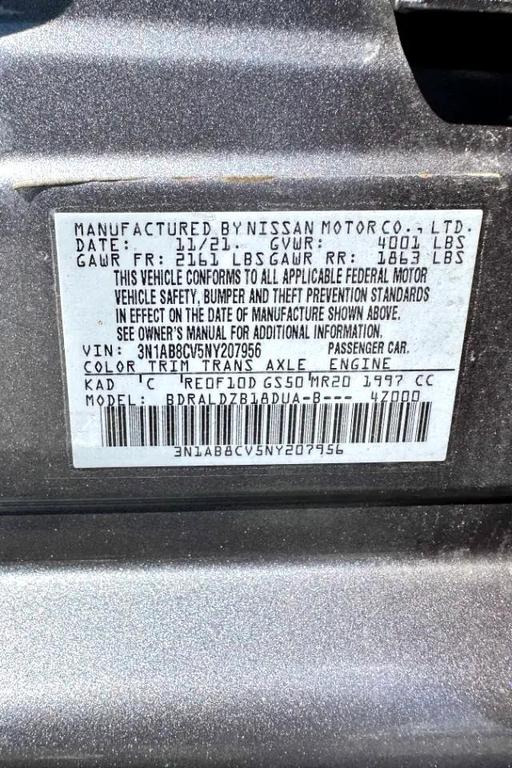 MANUFACTURED BY NISSAN MOTOR CO., LTD.
DATE: 11/21. GVWR: 4001 LBS
GAWR FR: 2161 LBS GAWR RR: 1863 LBS
THIS VEHICLE CONFORMS TO ALL APPLICABLE FEDERAL MOTOR
VEHICLE SAFETY, BUMPER AND THEFT PREVENTION STANDARDS
IN EFFECT ON THE DATE OF MANUFACTURE SHOWN ABOVE.
SEE OWNER'S MANUAL FOR ADDITIONAL INFORMATION.
VIN: 3N1AB8CV5NY207956 PASSENGER CAR.
COLOR TRIM TRANS AXLE ENGINE
KAD 'C RE0F10D GS50 MR20 1997 CC
MODEL: BDRALDZB18DUA-B--- 4Z000
3N1AB8CV5NY207956